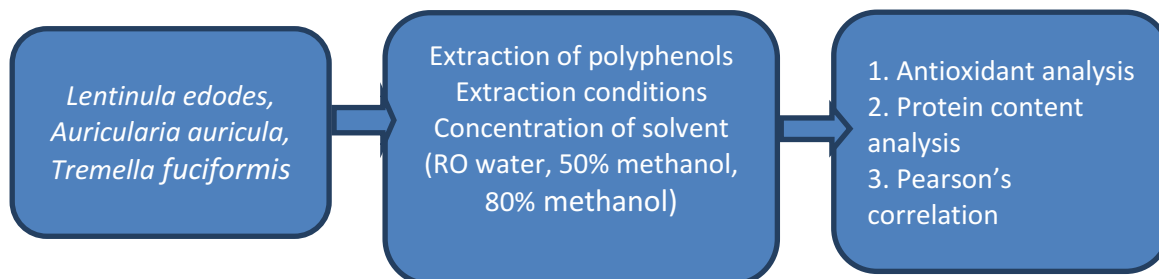 Lentinula edodes,
Auricularia auricula,
Tremella fuciformis
Extraction of polyphenols
Extraction conditions
Concentration of solvent
(RO water, 50% methanol,
80% methanol)
1. Antioxidant analysis
2. Protein content
analysis
3. Pearson’s
correlation